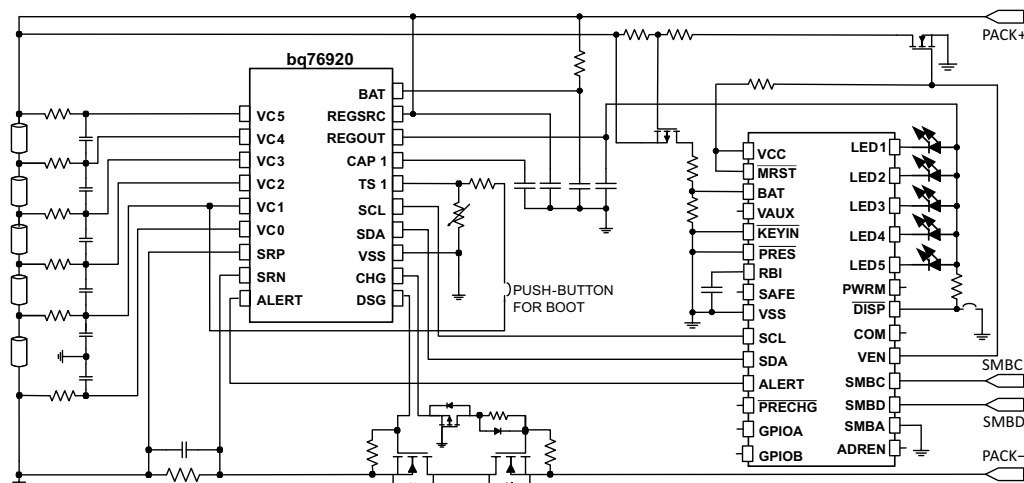 PACK+
bq76920
BAT
REGSRC
REGOUT
CAP 1
TS 1
SCL
SDA
VSS
CHG
DSG
VC5
VC4
VC3
VC2
VC1
VC0
SRP
SRN
ALERT
PUSH-BUTTON
FOR BOOT
VCC
MRST
BAT
VAUX
KEYIN
PRES
RBI
SAFE
VSS
SCL
SDA
ALERT
PRECHG
GPIOA
GPIOB
LED1
LED2
LED3
LED4
LED5
PWRM
DISP
COM
VEN
SMBC
SMBD
SMBA
ADREN
SMBC
SMBD
PACK–